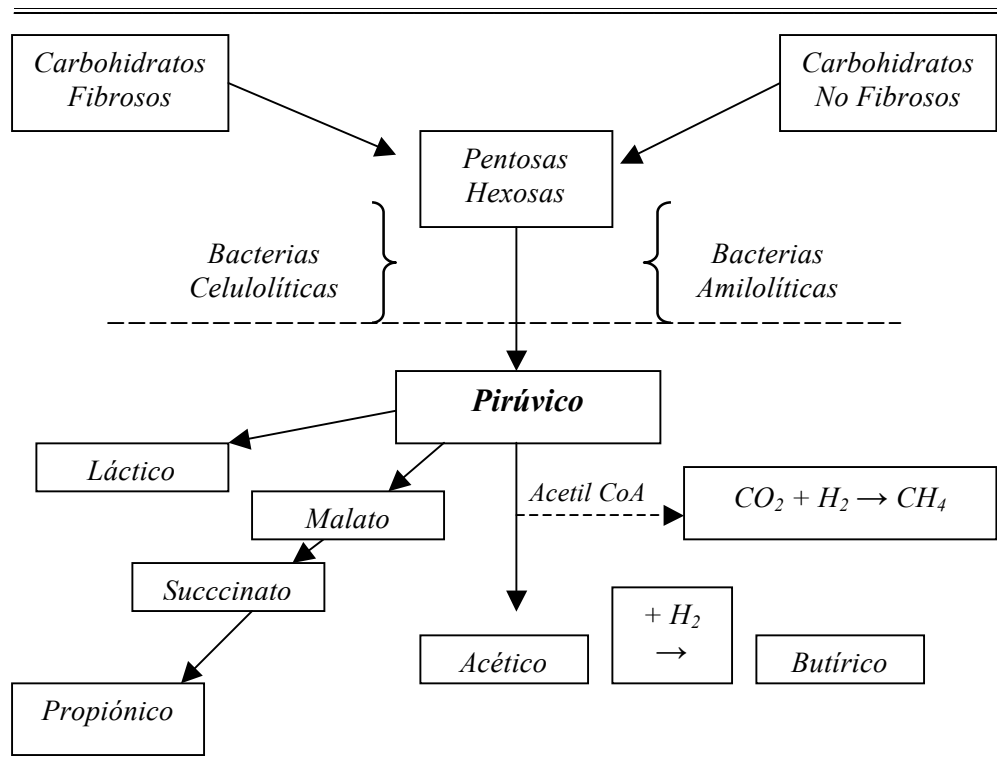 Carbohidratos
Fibrosos
Carbohidratos
No Fibrosos
Pentosas
Hexosas
Bacterias
Celulolíticas
Bacterias
Amilolíticas
Pirúvico
Láctico
Acetil CoA
CO₂ + H₂ → CH₄
Malato
Succcinato
+ H₂
→
Acético
Butírico
Propiónico